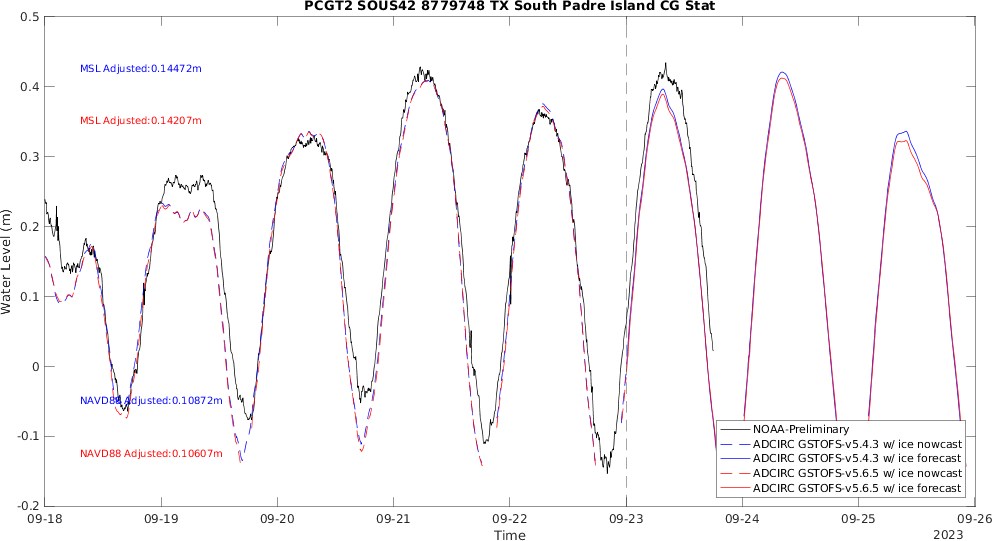 PCGT2 SOUS42 8779748 TX South Padre Island CG Stat
0.5
0.4
0.3
0.2
0.1
0
-0.1
-0.2
Water Level (m)
MSL Adjusted:0.14472m
MSL Adjusted:0.14207m
NAVD88 Adjusted:0.10872m
NAVD88 Adjusted:0.10607m
NOAA-Preliminary
ADCIRC GSTOFS-v5.4.3 w/ ice nowcast
ADCIRC GSTOFS-v5.4.3 w/ ice forecast
ADCIRC GSTOFS-v5.6.5 w/ ice nowcast
ADCIRC GSTOFS-v5.6.5 w/ ice forecast
09-18 09-19 09-20 09-21 09-22 09-23 09-24 09-25 09-26
Time
2023